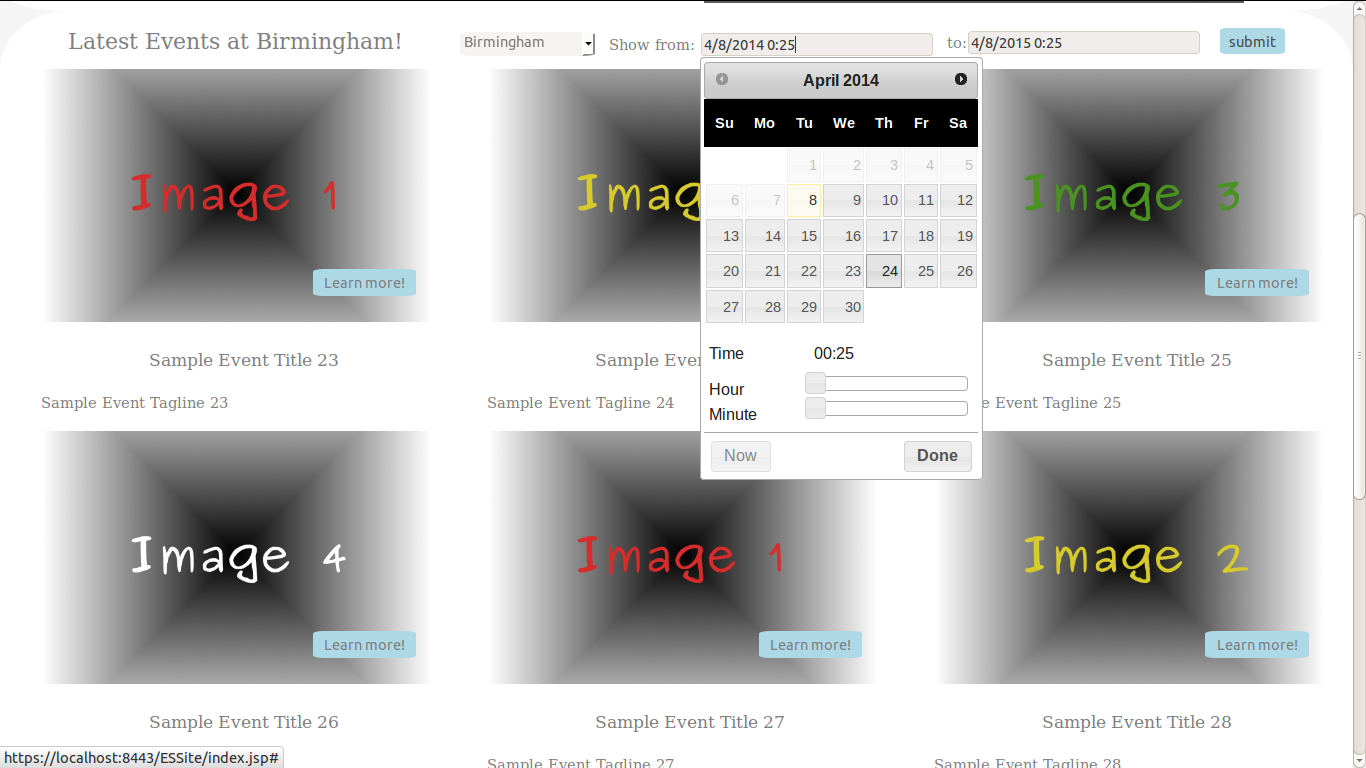 Latest Events at Birmingham! Birmingham Show from: 4/8/2014 0:25 to: 4/8/2015 0:25 submit
April 2014
Su Mo Tu We Th Fr Sa
1 2 3 4 5
6 7 8 9 10 11 12
13 14 15 16 17 18 19
20 21 22 23 24 25 26
27 28 29 30
Time 00:25
Hour
Minute
Now Done
Image 1 Imag Image 3
Learn more! Learn more!
Sample Event Title 23 Sample Even Sample Event Title 25
Sample Event Tagline 23 Sample Event Tagline 24 e Event Tagline 25
Image 4 Image 1 Image 2
Learn more! Learn more! Learn more!
Sample Event Title 26 Sample Event Title 27 Sample Event Title 28
https://localhost:8443/ESSite/index.jsp# Sample Event Tagline 27 Sample Event Tagline 28